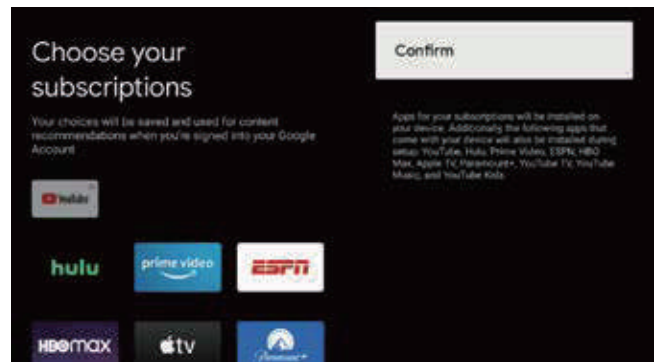 Choose your
subscriptions
Your choices will be saved and used for content
recommendations when you're signed into your Google
Account
YouTube
hulu
prime video
ESPN
HBOmax
tv
Paramount+
Confirm
Apps for your subscriptions will be installed on
your device. Additionally the following apps that
come with your device will also be installed during
setup: YouTube, Hulu, Prime Video, ESPN, HBO
Max, Apple TV, Paramount+, YouTube TV, YouTube
Music, and YouTube Kids.